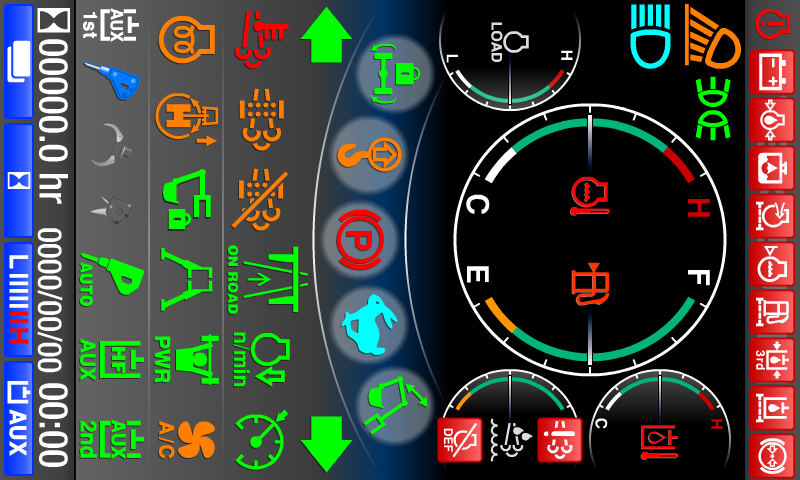 3rd
H F
H
H
C
C E
LOAD
L
DEF
P
ON ROAD n/min
H
PWR A/C
AUX HF AUX
1st AUTO AUX 2nd
00000.0 hr 0000/00/00 00:00
L H AUX